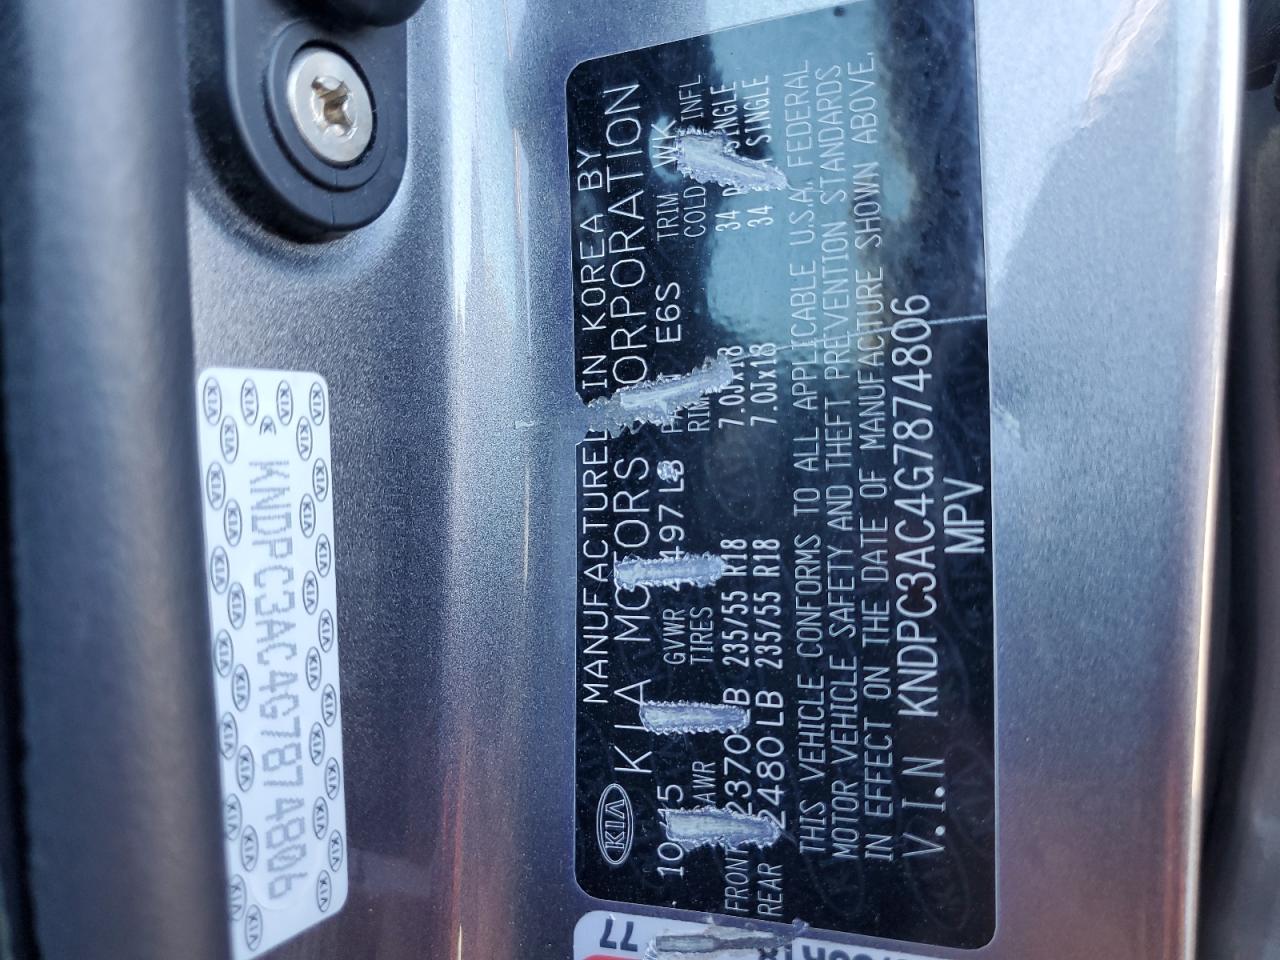 KNDPC3AC4G7874806
MANUFACTURED IN KOREA BY
KIA KIA MOTORS CORPORATION
10 15 GVWR 4497 LB E6S TRIM WK
TIRES RIM COLD INFL
FRONT 2370 LB 235/55 R18 7.0Jx18 34 SINGLE
REAR 2480 LB 235/55 R18 7.0Jx18 34 SINGLE
THIS VEHICLE CONFORMS TO ALL APPLICABLE U.S.A. FEDERAL
MOTOR VEHICLE SAFETY AND THEFT PREVENTION STANDARDS
IN EFFECT ON THE DATE OF MANUFACTURE SHOWN ABOVE.
V.I.N KNDPC3AC4G7874806
MPV
77